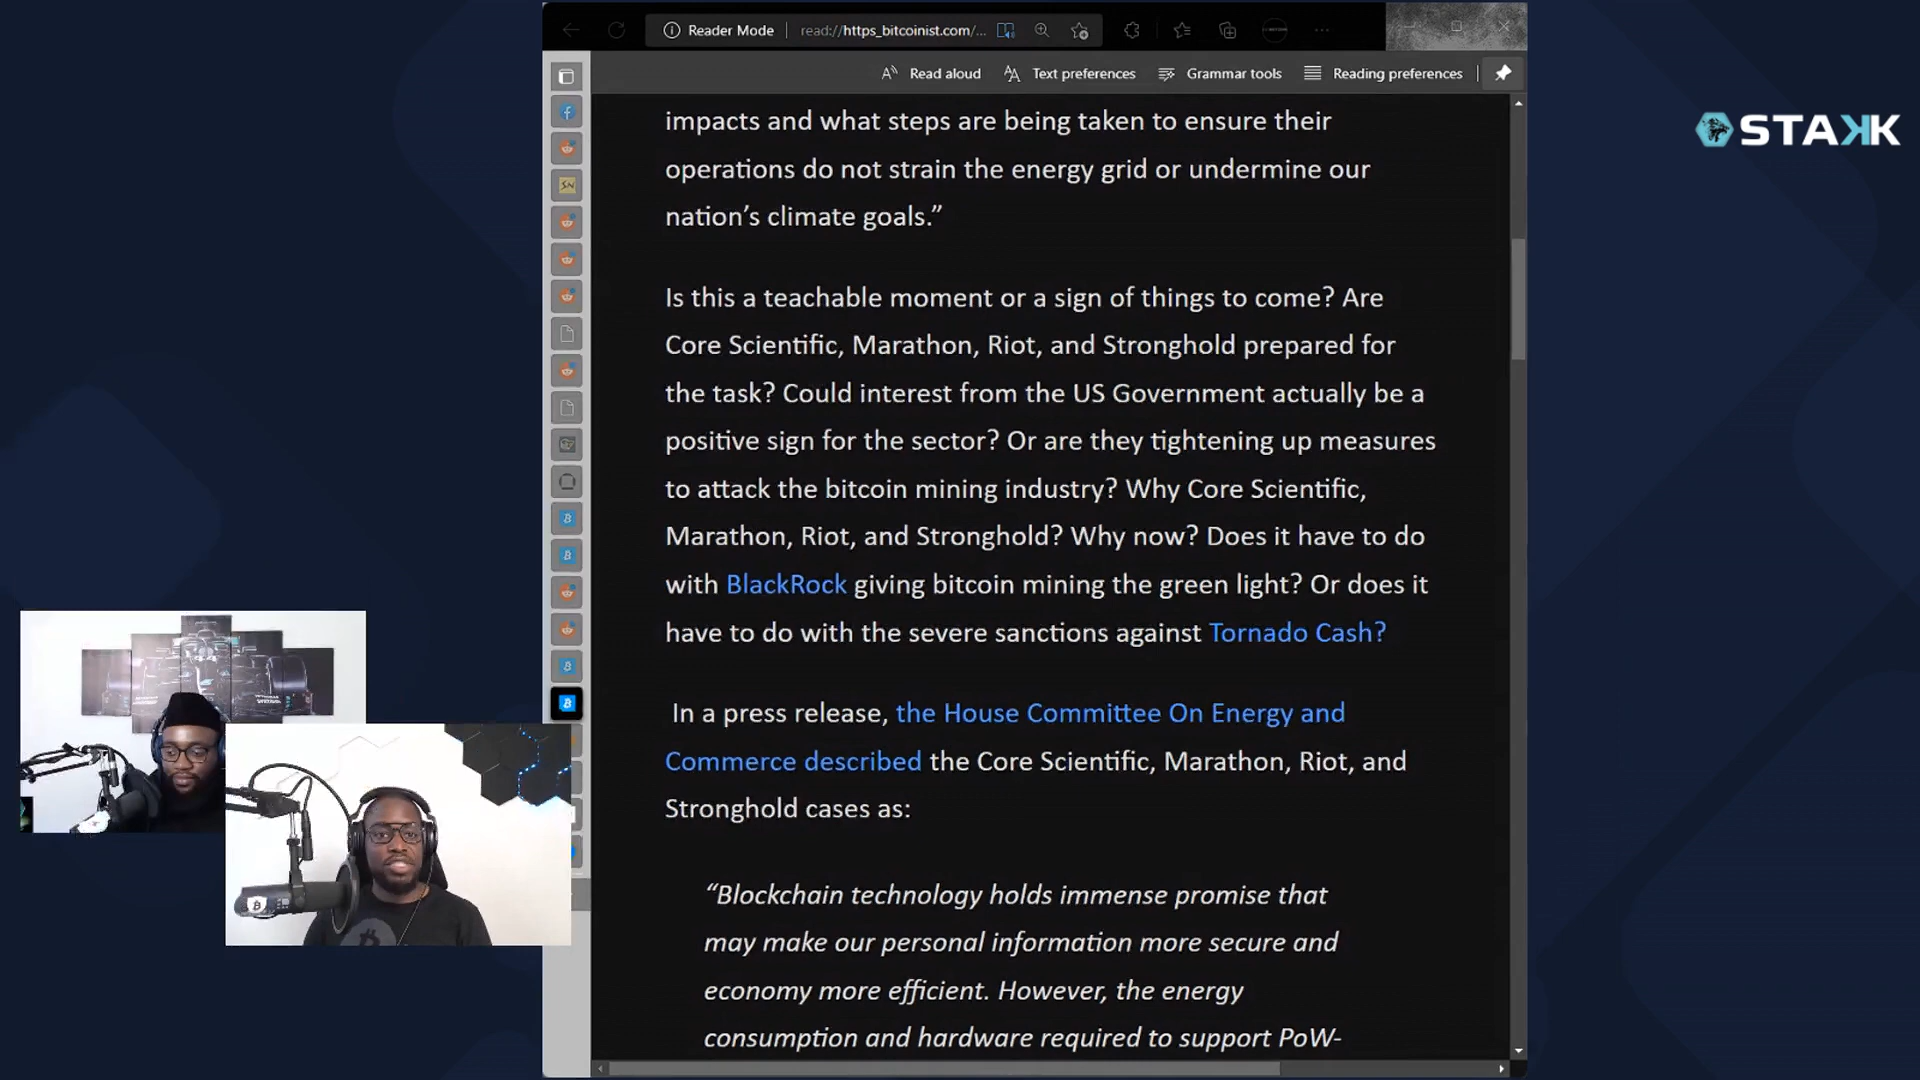 Reader Mode
read://https_bitcoinist.com/...
STAKK
Read aloud
Text preferences
Grammar tools
Reading preferences
impacts and what steps are being taken to ensure their
operations do not strain the energy grid or undermine our
nation’s climate goals.”
Is this a teachable moment or a sign of things to come? Are
Core Scientific, Marathon, Riot, and Stronghold prepared for
the task? Could interest from the US Government actually be a
positive sign for the sector? Or are they tightening up measures
to attack the bitcoin mining industry? Why Core Scientific,
Marathon, Riot, and Stronghold? Why now? Does it have to do
with BlackRock giving bitcoin mining the green light? Or does it
have to do with the severe sanctions against Tornado Cash?
In a press release, the House Committee On Energy and
Commerce described the Core Scientific, Marathon, Riot, and
Stronghold cases as:
“Blockchain technology holds immense promise that
may make our personal information more secure and
economy more efficient. However, the energy
consumption and hardware required to support PoW-